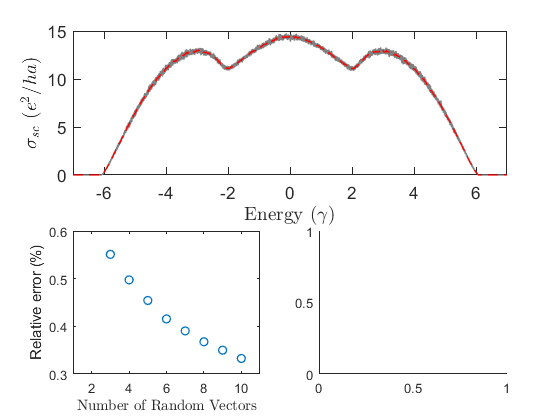 15
10
5
0
σ_sc (e²/ha)
-6 -4 -2 0 2 4 6
Energy (γ)
0.6
0.5
0.4
0.3
Relative error (%)
2 4 6 8 10
Number of Random Vectors
1
0.5
0
0 0.5 1